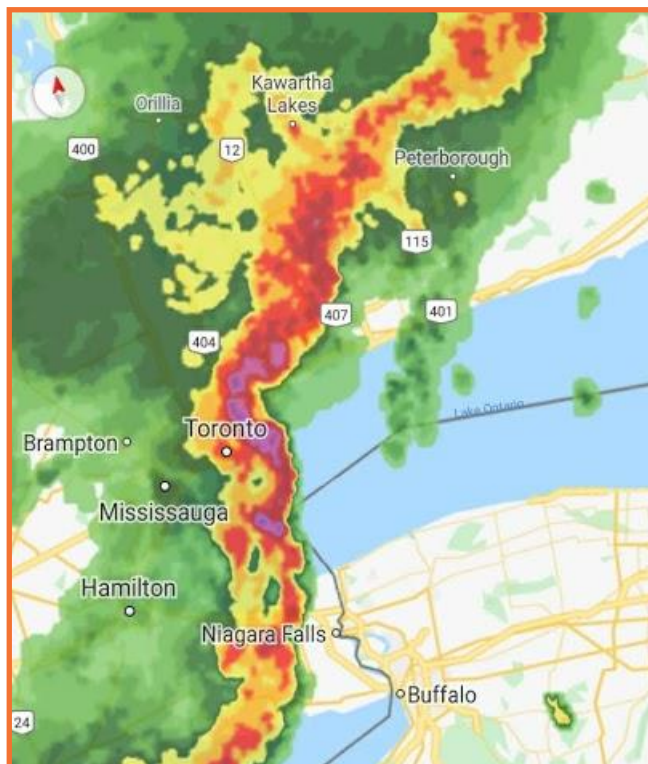 Kawartha
Lakes
Orillia
400
12
Peterborough
115
407
401
404
Lake Ontario
Toronto
Brampton
Mississauga
Hamilton
Niagara Falls
Buffalo
24